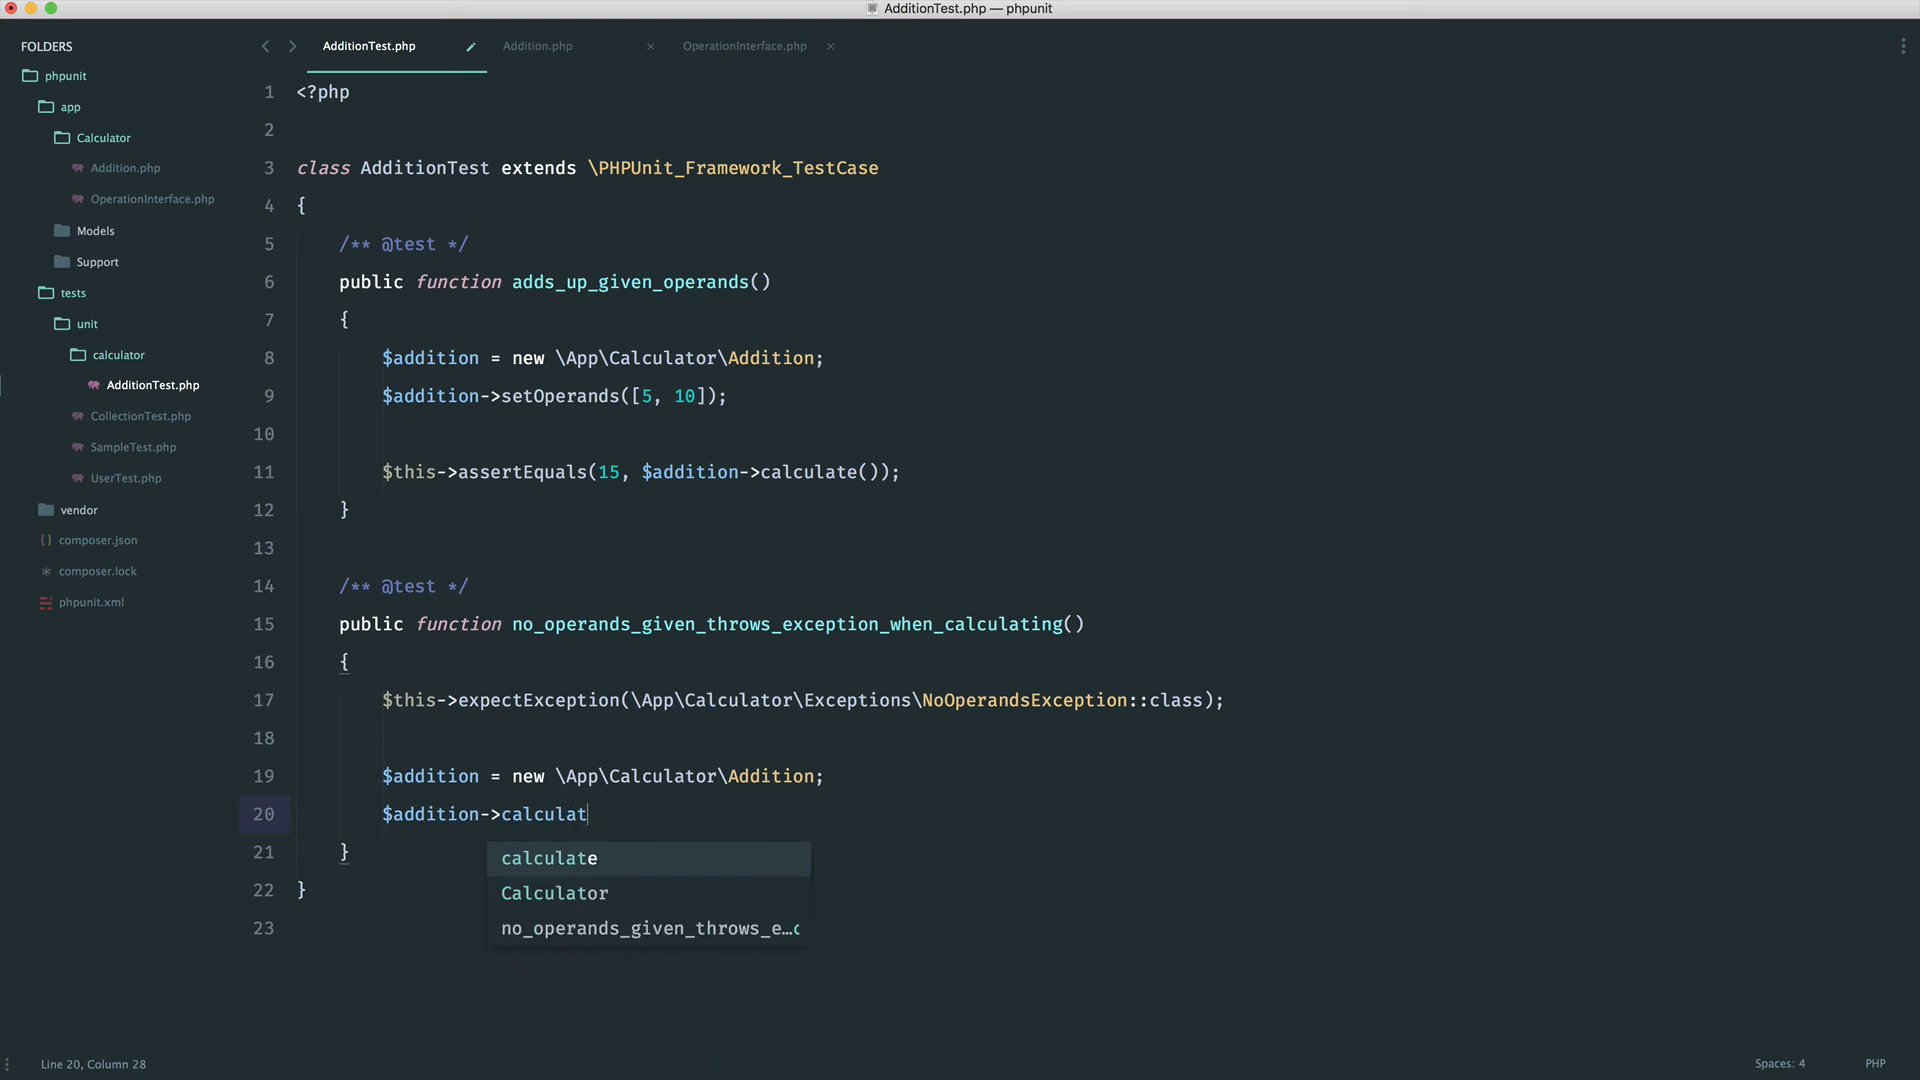 AdditionTest.php — phpunit
FOLDERS
phpunit
app
Calculator
Addition.php
OperationInterface.php
Models
Support
tests
unit
calculator
AdditionTest.php
CollectionTest.php
SampleTest.php
UserTest.php
vendor
composer.json
composer.lock
phpunit.xml
AdditionTest.php Addition.php × OperationInterface.php ×
1 <?php
2
3 class AdditionTest extends \PHPUnit_Framework_TestCase
4 {
5     /** @test */
6     public function adds_up_given_operands()
7     {
8         $addition = new \App\Calculator\Addition;
9         $addition->setOperands([5, 10]);
10
11         $this->assertEquals(15, $addition->calculate());
12     }
13
14     /** @test */
15     public function no_operands_given_throws_exception_when_calculating()
16     {
17         $this->expectException(\App\Calculator\Exceptions\NoOperandsException::class);
18
19         $addition = new \App\Calculator\Addition;
20         $addition->calculat
21     }
22 }
23
calculate
Calculator
no_operands_given_throws_e…c
Line 20, Column 28
Spaces: 4
PHP